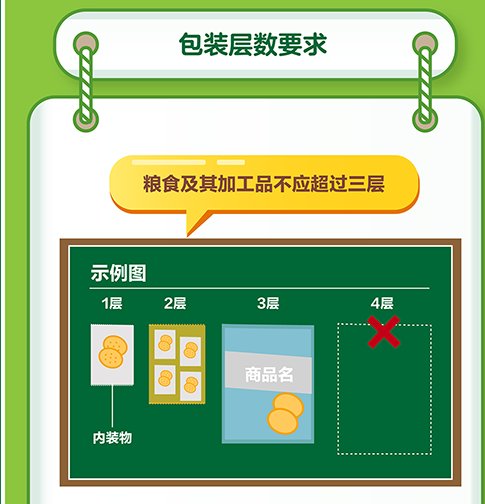 包装层数要求
粮食及其加工品不应超过三层
示例图
1层 2层 3层 4层
商品名
内装物